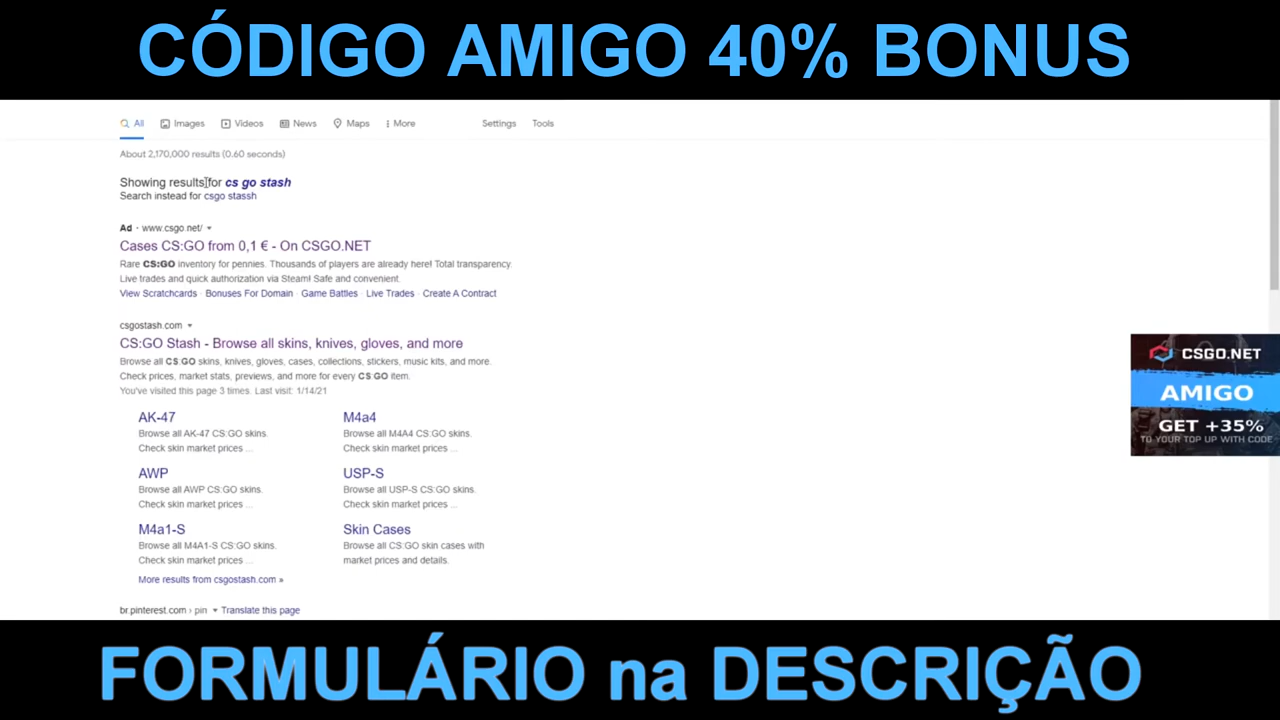 CÓDIGO AMIGO 40% BONUS
All Images Videos News Maps More Settings Tools
About 2,170,000 results (0.60 seconds)
Showing results for cs go stash
Search instead for csgo stassh
Ad · www.csgo.net/
Cases CS:GO from 0,1 € - On CSGO.NET
Rare CS:GO inventory for pennies. Thousands of players are already here! Total transparency.
Live trades and quick authorization via Steam! Safe and convenient.
View Scratchcards · Bonuses For Domain · Game Battles · Live Trades · Create A Contract
csgostash.com
CS:GO Stash - Browse all skins, knives, gloves, and more
Browse all CS:GO skins, knives, gloves, cases, collections, stickers, music kits, and more.
Check prices, market stats, previews, and more for every CS:GO item.
You've visited this page 3 times. Last visit: 1/14/21
AK-47
Browse all AK-47 CS:GO skins.
Check skin market prices ...
M4a4
Browse all M4A4 CS:GO skins.
Check skin market prices ...
AWP
Browse all AWP CS:GO skins.
Check skin market prices ...
USP-S
Browse all USP-S CS:GO skins.
Check skin market prices ...
M4a1-S
Browse all M4A1-S CS:GO skins.
Check skin market prices ...
Skin Cases
Browse all CS:GO skin cases with
market prices and details.
More results from csgostash.com »
br.pinterest.com › pin Translate this page
CSGO.NET
AMIGO
GET +35%
TO YOUR TOP UP WITH CODE
FORMULÁRIO na DESCRIÇÃO